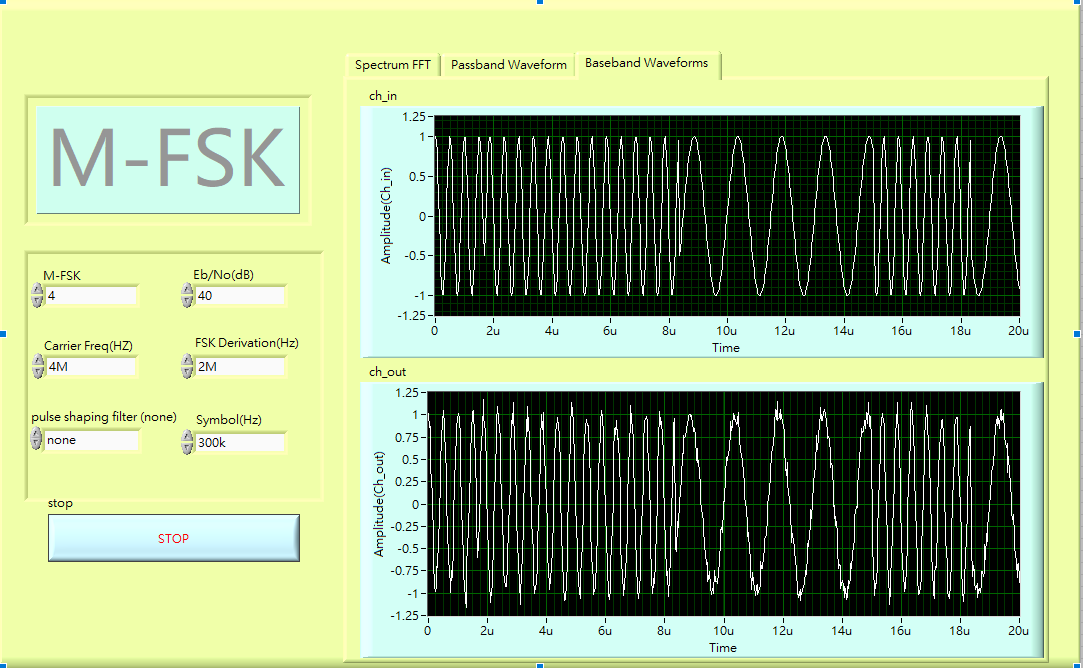 Spectrum FFT
Passband Waveform
Baseband Waveforms
M-FSK
M-FSK
4
Eb/No(dB)
40
Carrier Freq(HZ)
4M
FSK Derivation(Hz)
2M
pulse shaping filter (none)
none
Symbol(Hz)
300k
stop
STOP
ch_in
Amplitude(Ch_in)
1.25
1
0.5
0
-0.5
-1
-1.25
0 2u 4u 6u 8u 10u 12u 14u 16u 18u 20u
Time
ch_out
Amplitude(Ch_out)
1.25
1
0.75
0.5
0.25
0
-0.25
-0.5
-0.75
-1
-1.25
0 2u 4u 6u 8u 10u 12u 14u 16u 18u 20u
Time